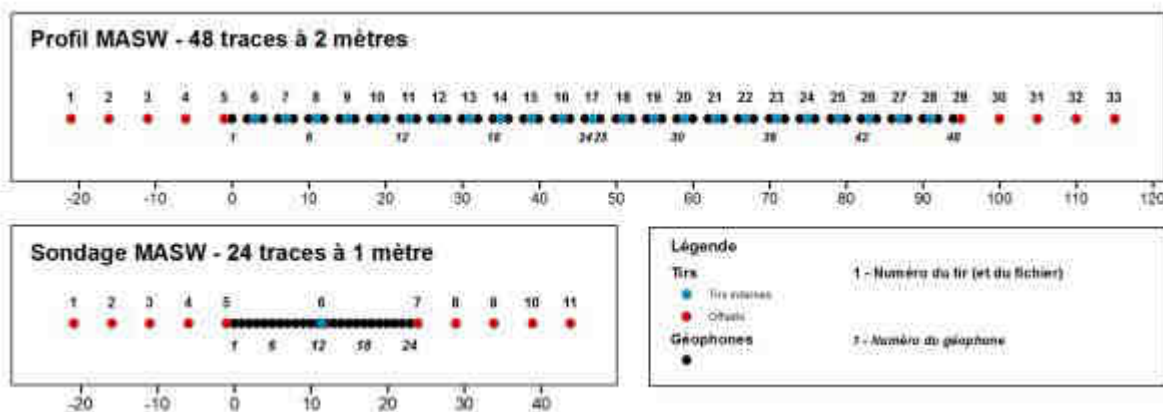 Profil MASW - 48 traces à 2 mètres
1 2 3 4 5 6 7 8 9 10 11 12 13 14 15 16 17 18 19 20 21 22 23 24 25 26 27 28 29 30 31 32 33
1 6 12 18 24 25 30 36 42 48
-20 -10 0 10 20 30 40 50 60 70 80 90 100 110 120
Sondage MASW - 24 traces à 1 mètre
1 2 3 4 5 6 7 8 9 10 11
1 6 12 18 24
-20 -10 0 10 20 30 40
Légende
Tirs
1 - Numéro du tir (et du fichier)
Tirs internes
Offsets
Géophones
1 - Numéro du géophone